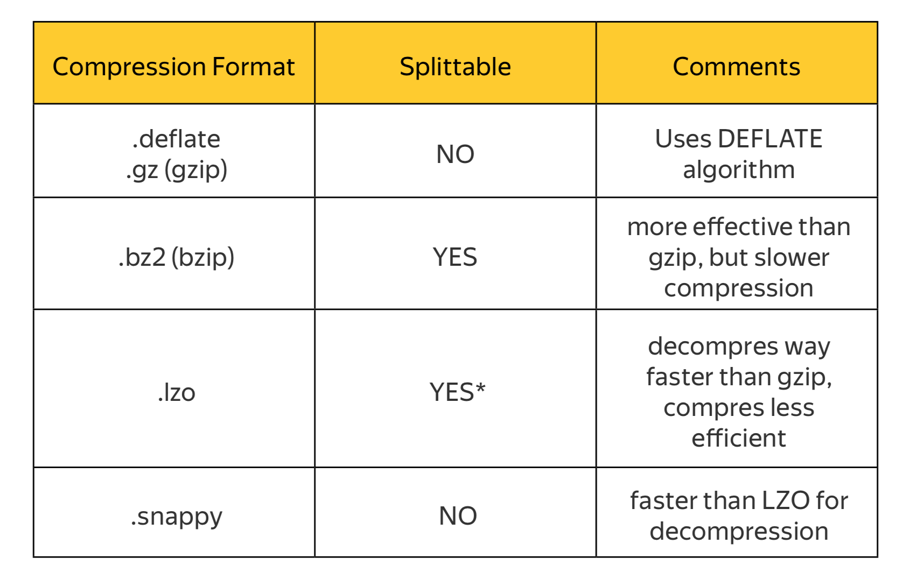 Compression Format
Splittable
Comments
.deflate
.gz (gzip)
NO
Uses DEFLATE
algorithm
.bz2 (bzip)
YES
more effective than
gzip, but slower
compression
.lzo
YES*
decompres way
faster than gzip,
compres less
efficient
.snappy
NO
faster than LZO for
decompression